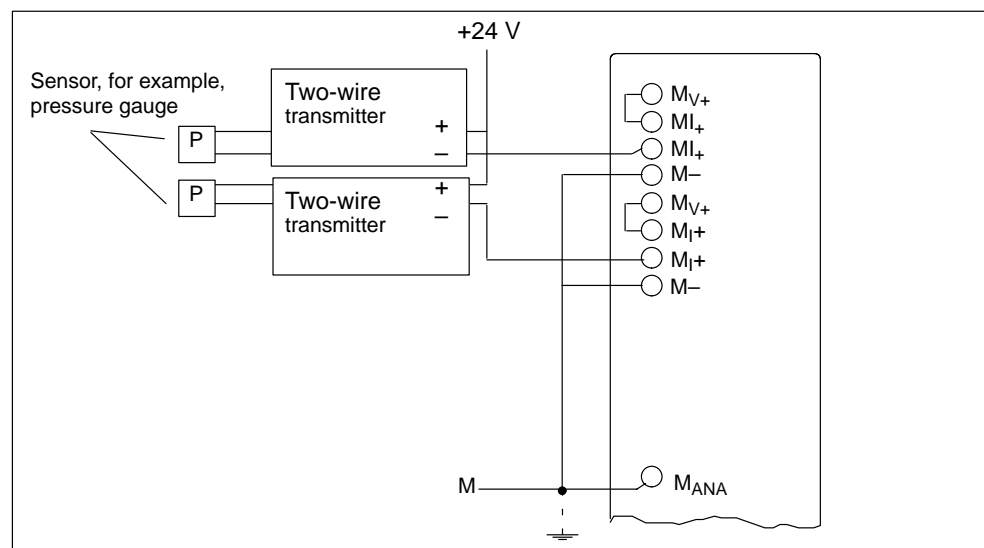 +24 V
Sensor, for example,
pressure gauge
Two-wire
transmitter
+
–
P
Two-wire
transmitter
+
–
P
MV+
MI+
MI+
M–
MV+
MI+
MI+
M–
M
MANA